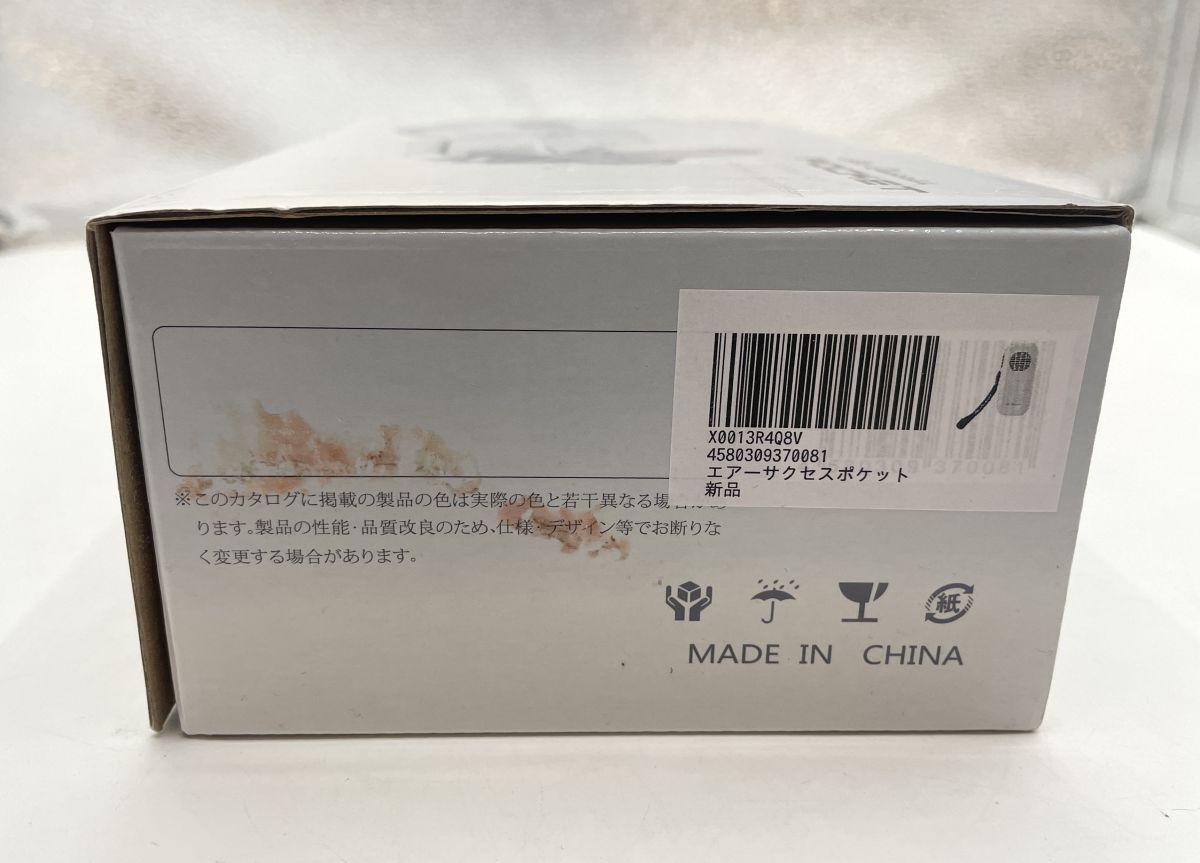 POCKET
X0013R4Q8V
4580309370081
エアーサクセスポケット
新品
9 370081
※このカタログに掲載の製品の色は実際の色と若干異なる場合があ
ります。製品の性能・品質改良のため、仕様・デザイン等でお断りな
く変更する場合があります。
紙
MADE IN CHINA